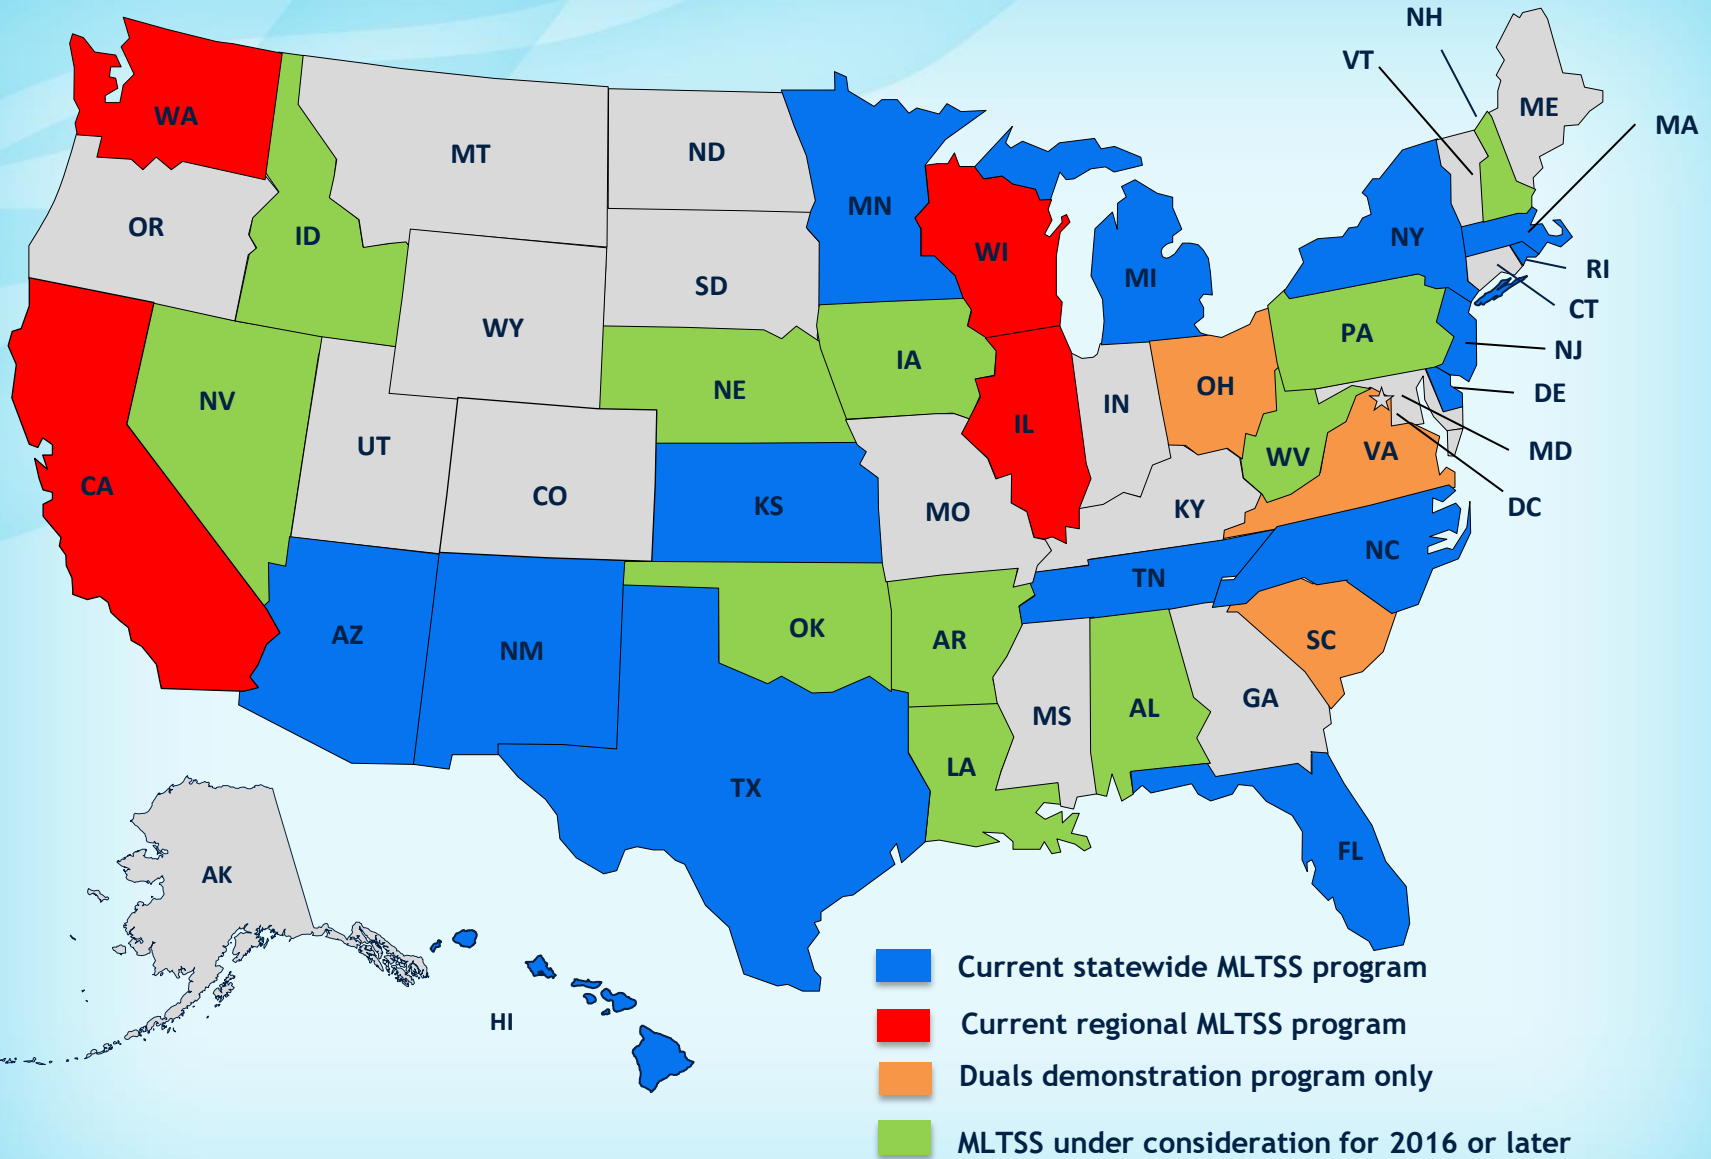 NH
VT
ME
WA
MA
MT
ND
MN
OR
ID
NY
WI
RI
MI
SD
CT
WY
PA
NJ
IA
OH
NE
DE
NV
IN
IL
UT
VA
MD
WV
CA
CO
KS
MO
KY
DC
NC
TN
AZ
OK
AR
SC
NM
GA
MS
AL
LA
TX
FL
AK
HI
Current statewide MLTSS program
Current regional MLTSS program
Duals demonstration program only
MLTSS under consideration for 2016 or later